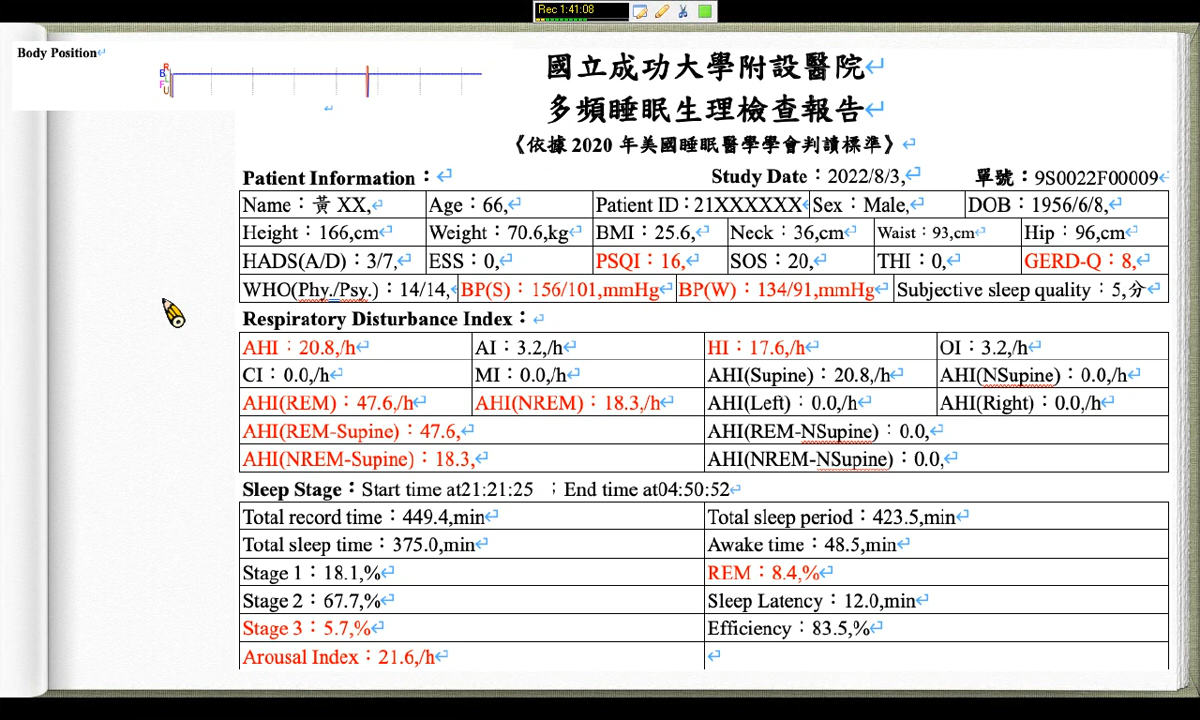 Rec 1:41:08
Body Position
R
B
L
F
U
國立成功大學附設醫院
多頻睡眠生理檢查報告
《依據 2020 年美國睡眠醫學學會判讀標準》
Patient Information： Study Date：2022/8/3, 單號：9S0022F00009
Name：黃 XX, Age：66, Patient ID：21XXXXXX Sex：Male, DOB：1956/6/8,
Height：166,cm Weight：70.6,kg BMI：25.6, Neck：36,cm Waist：93,cm Hip：96,cm
HADS(A/D)：3/7, ESS：0, PSQI：16, SOS：20, THI：0, GERD-Q：8,
WHO(Phy./Psy.)：14/14, BP(S)：156/101,mmHg BP(W)：134/91,mmHg Subjective sleep quality：5,分
Respiratory Disturbance Index：
AHI：20.8,/h AI：3.2,/h HI：17.6,/h OI：3.2,/h
CI：0.0,/h MI：0.0,/h AHI(Supine)：20.8,/h AHI(NSupine)：0.0,/h
AHI(REM)：47.6,/h AHI(NREM)：18.3,/h AHI(Left)：0.0,/h AHI(Right)：0.0,/h
AHI(REM-Supine)：47.6, AHI(REM-NSupine)：0.0,
AHI(NREM-Supine)：18.3, AHI(NREM-NSupine)：0.0,
Sleep Stage：Start time at21:21:25 ；End time at04:50:52
Total record time：449.4,min Total sleep period：423.5,min
Total sleep time：375.0,min Awake time：48.5,min
Stage 1：18.1,% REM：8.4,%
Stage 2：67.7,% Sleep Latency：12.0,min
Stage 3：5.7,% Efficiency：83.5,%
Arousal Index：21.6,/h